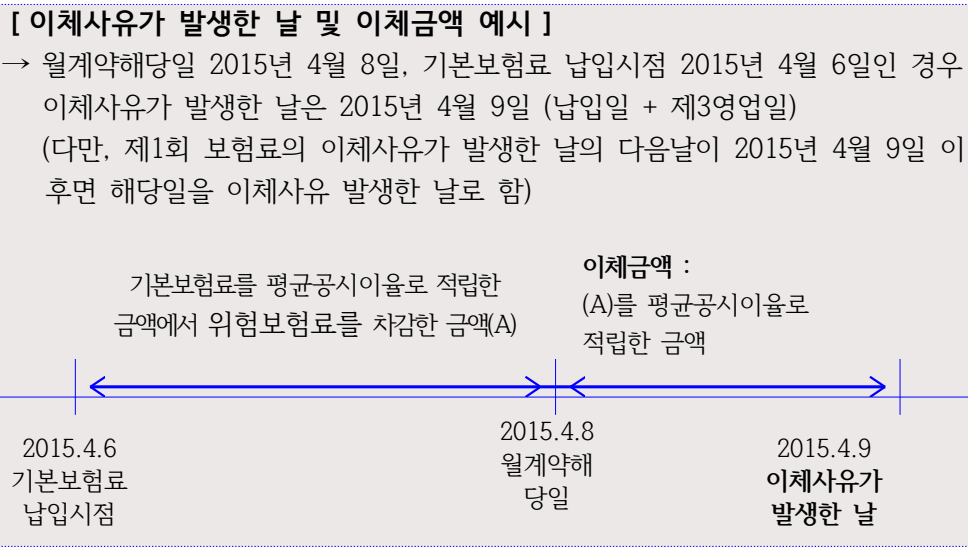 [ 이체사유가 발생한 날 및 이체금액 예시 ]
→ 월계약해당일 2015년 4월 8일, 기본보험료 납입시점 2015년 4월 6일인 경우
이체사유가 발생한 날은 2015년 4월 9일 (납입일 + 제3영업일)
(다만, 제1회 보험료의 이체사유가 발생한 날의 다음날이 2015년 4월 9일 이
후면 해당일을 이체사유 발생한 날로 함)
기본보험료를 평균공시이율로 적립한
금액에서 위험보험료를 차감한 금액(A)
이체금액 :
(A)를 평균공시이율로
적립한 금액
2015.4.6
기본보험료
납입시점
2015.4.8
월계약해
당일
2015.4.9
이체사유가
발생한 날